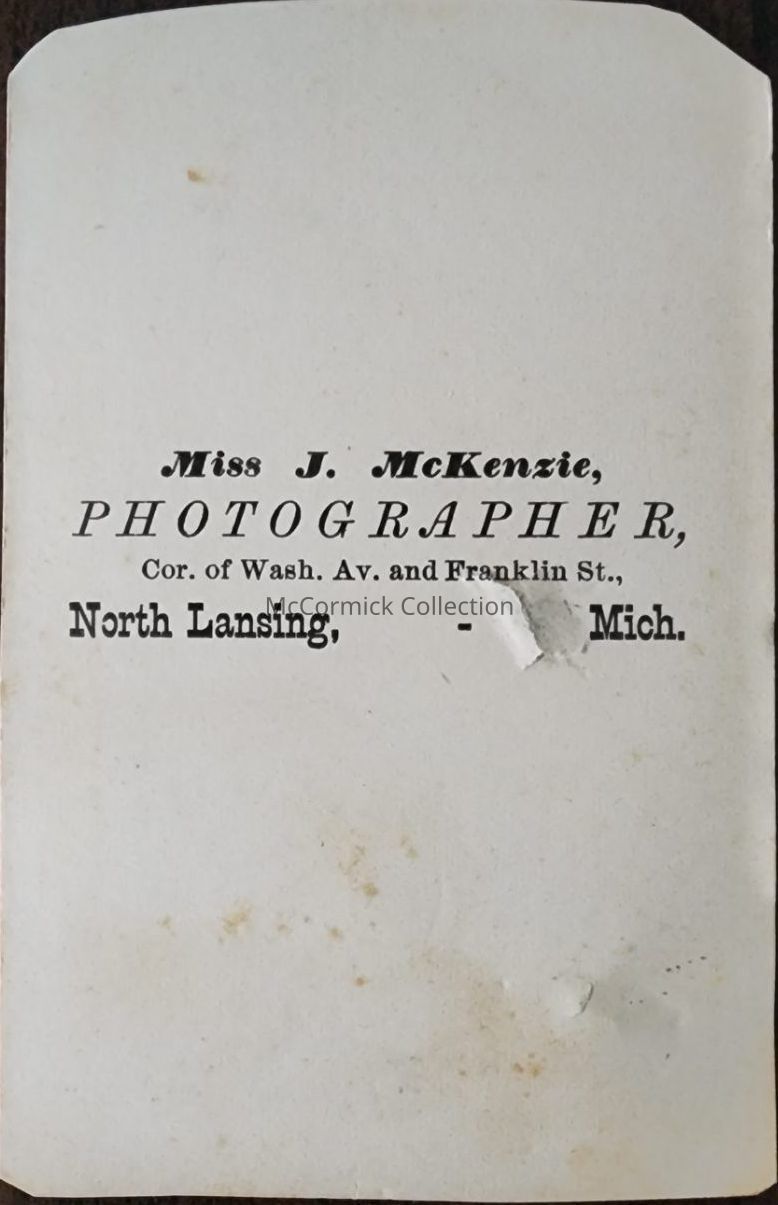 Miss J. McKenzie,
PHOTOGRAPHER,
Cor. of Wash. Av. and Franklin St.,
McCormick Collection
North Lansing, - Mich.